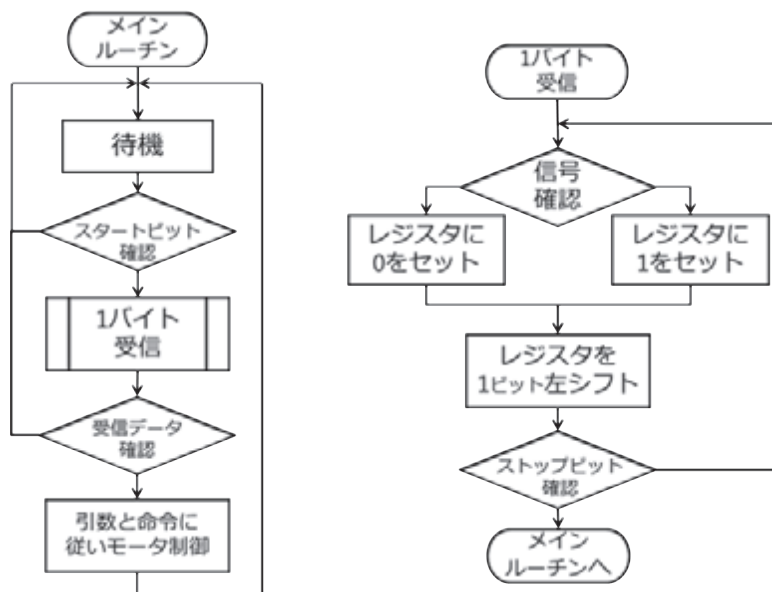 メイン
ルーチン
待機
スタートビット
確認
1バイト
受信
受信データ
確認
引数と命令に
従いモータ制御
1バイト
受信
信号
確認
レジスタに
0をセット
レジスタに
1をセット
レジスタを
1ビット左シフト
ストップビット
確認
メイン
ルーチンへ